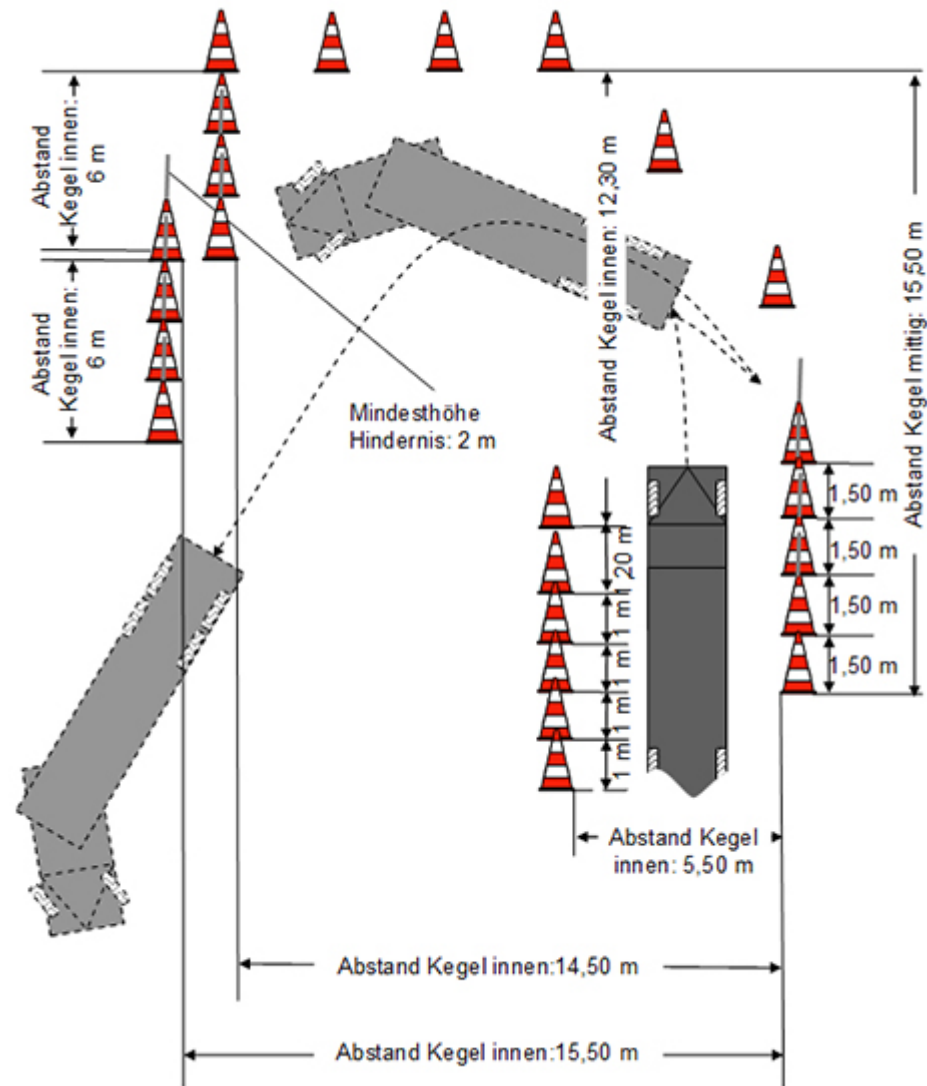 Abstand
Kegel innen:
6 m
Abstand
Kegel innen:
6 m
Mindesthöhe
Hindernis: 2 m
Abstand Kegel innen: 12,30 m
Abstand Kegel mittig: 15,50 m
1,20 m
1 m
1 m
1 m
1 m
1,50 m
1,50 m
1,50 m
1,50 m
Abstand Kegel
innen: 5,50 m
Abstand Kegel innen:14,50 m
Abstand Kegel innen:15,50 m